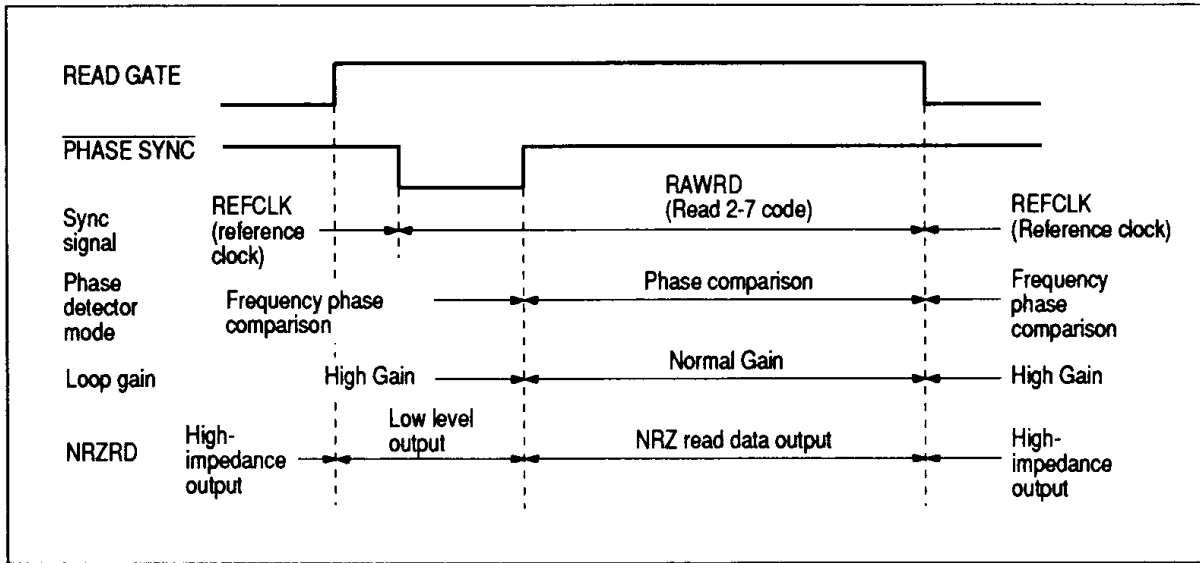 READ GATE
PHASE SYNC
Sync
signal
REFCLK
(reference
clock)
RAWRD
(Read 2-7 code)
REFCLK
(Reference clock)
Phase
detector
mode
Frequency phase
comparison
Phase comparison
Frequency
phase
comparison
Loop gain
High Gain
Normal Gain
High Gain
NRZRD
High-
impedance
output
Low level
output
NRZ read data output
High-
impedance
output